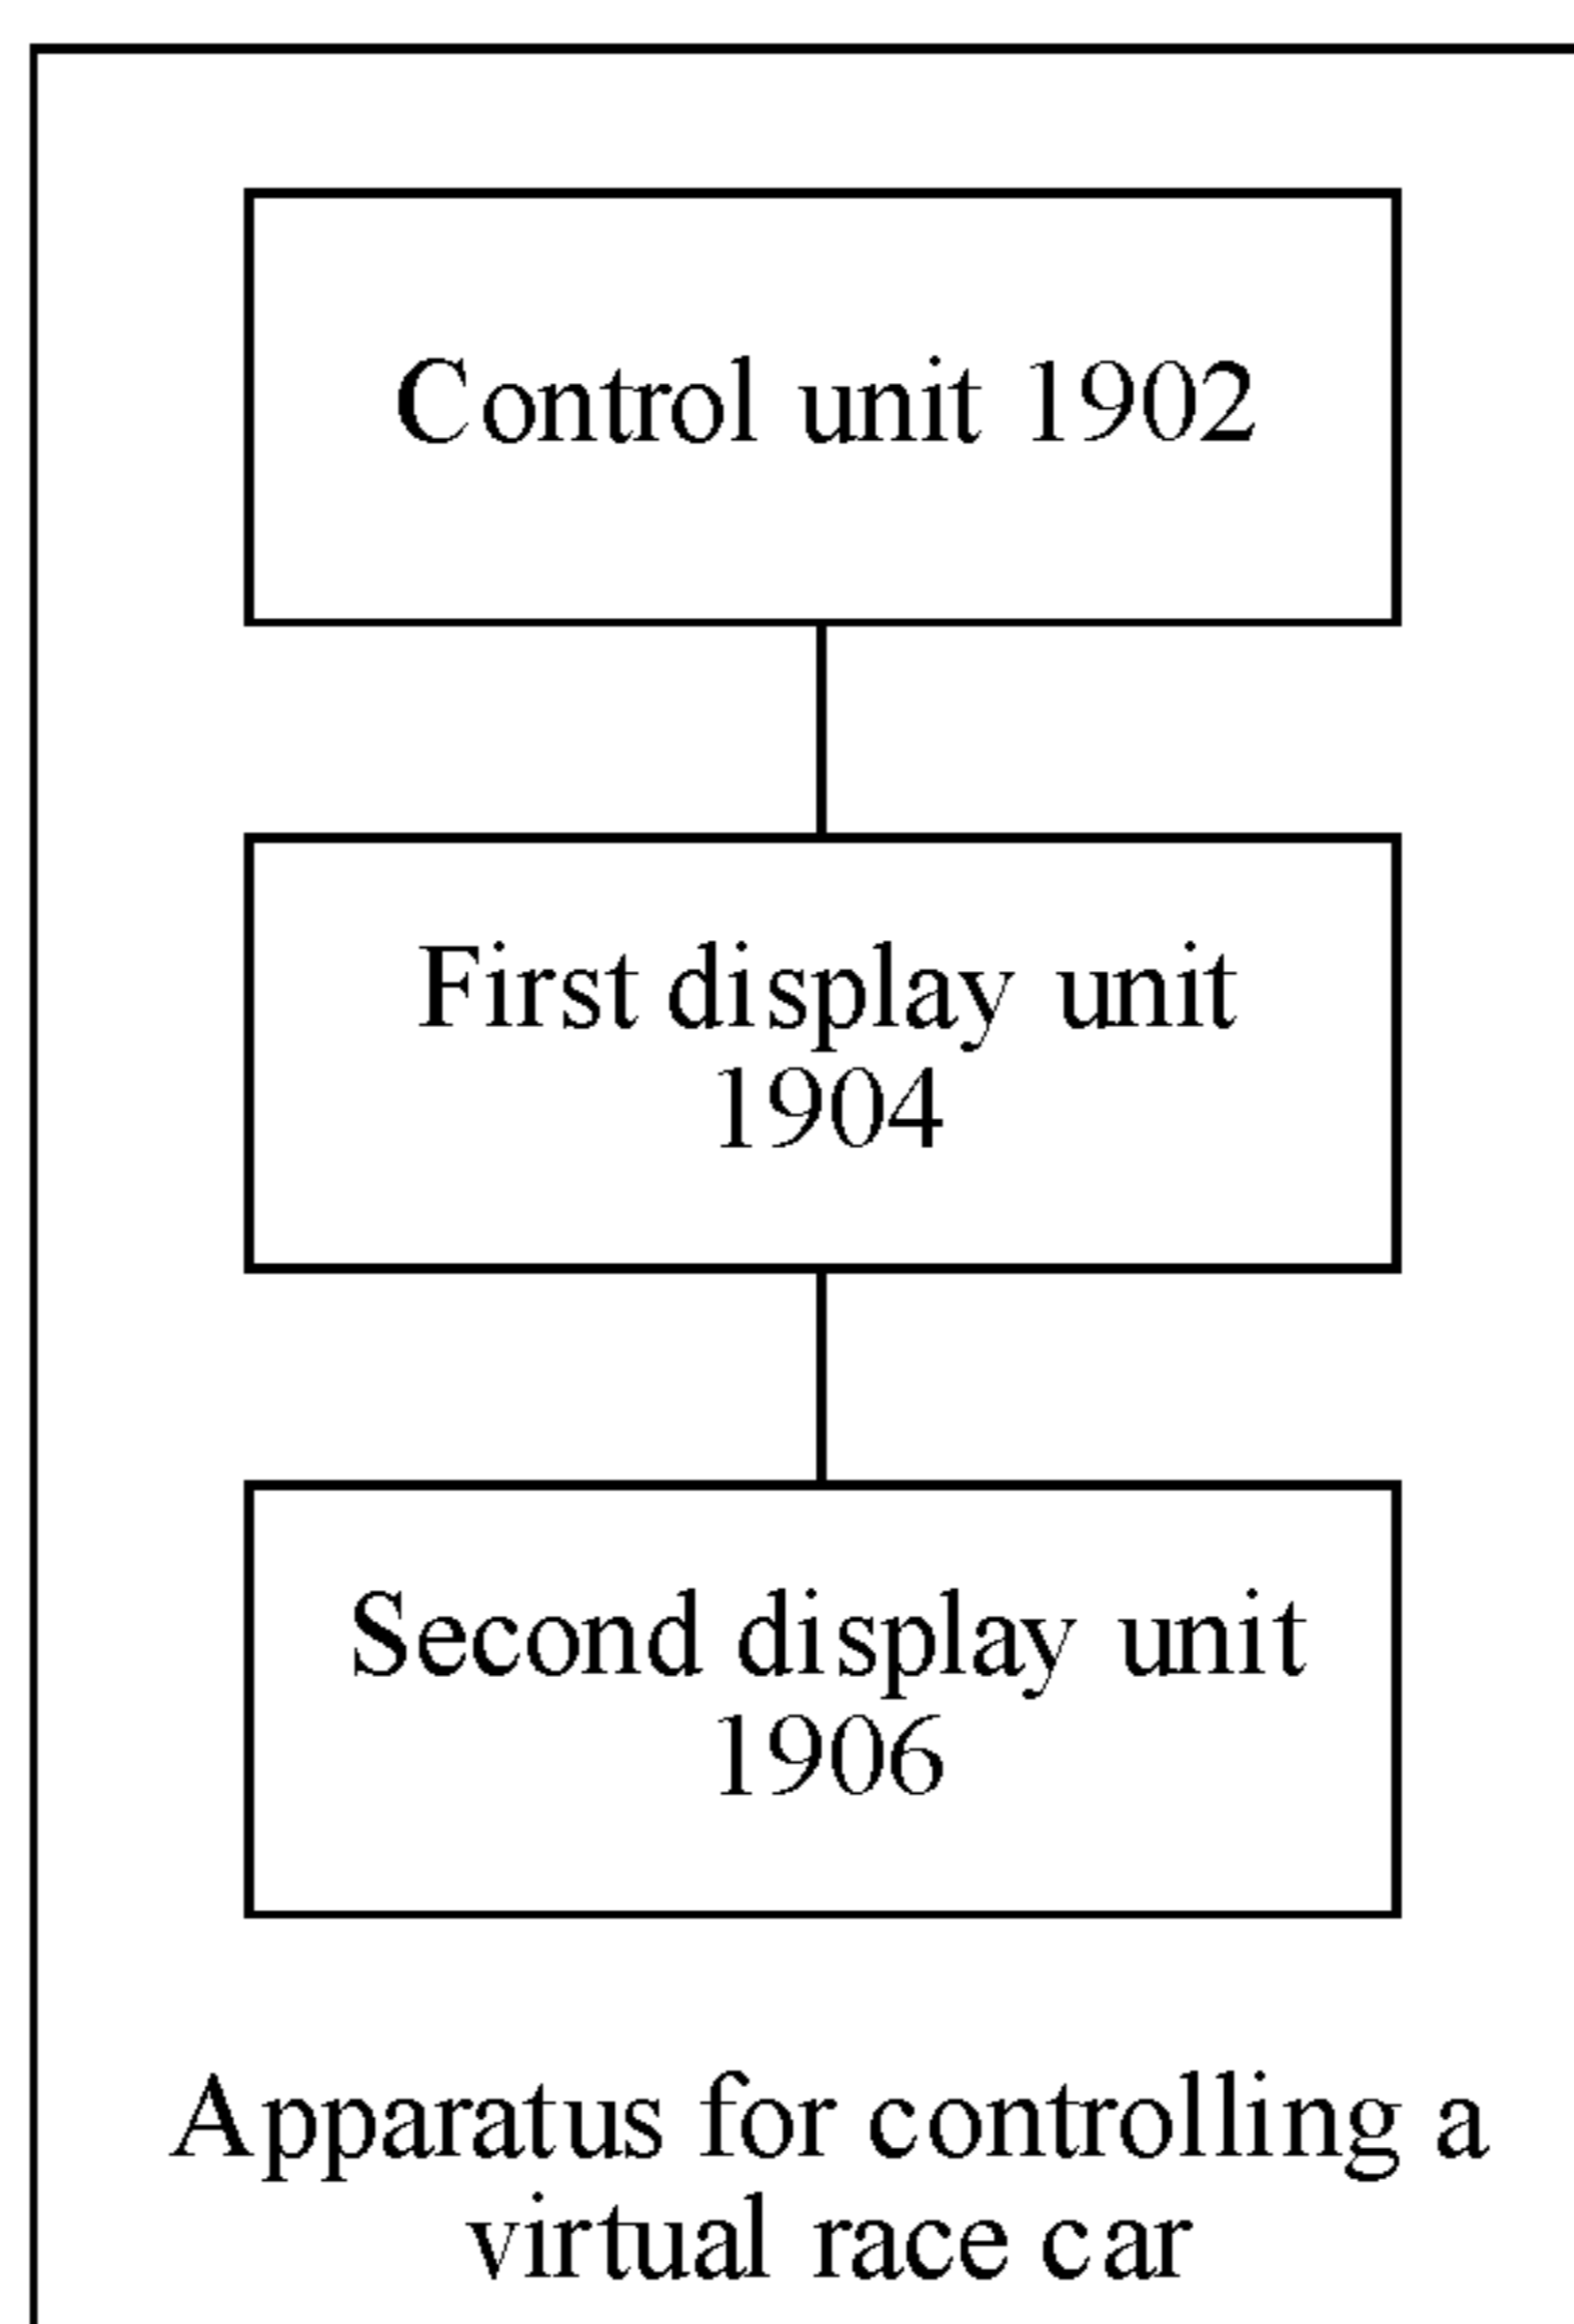 Control unit 1902
First display unit
1904
Second display unit
1906
Apparatus for controlling a
virtual race car